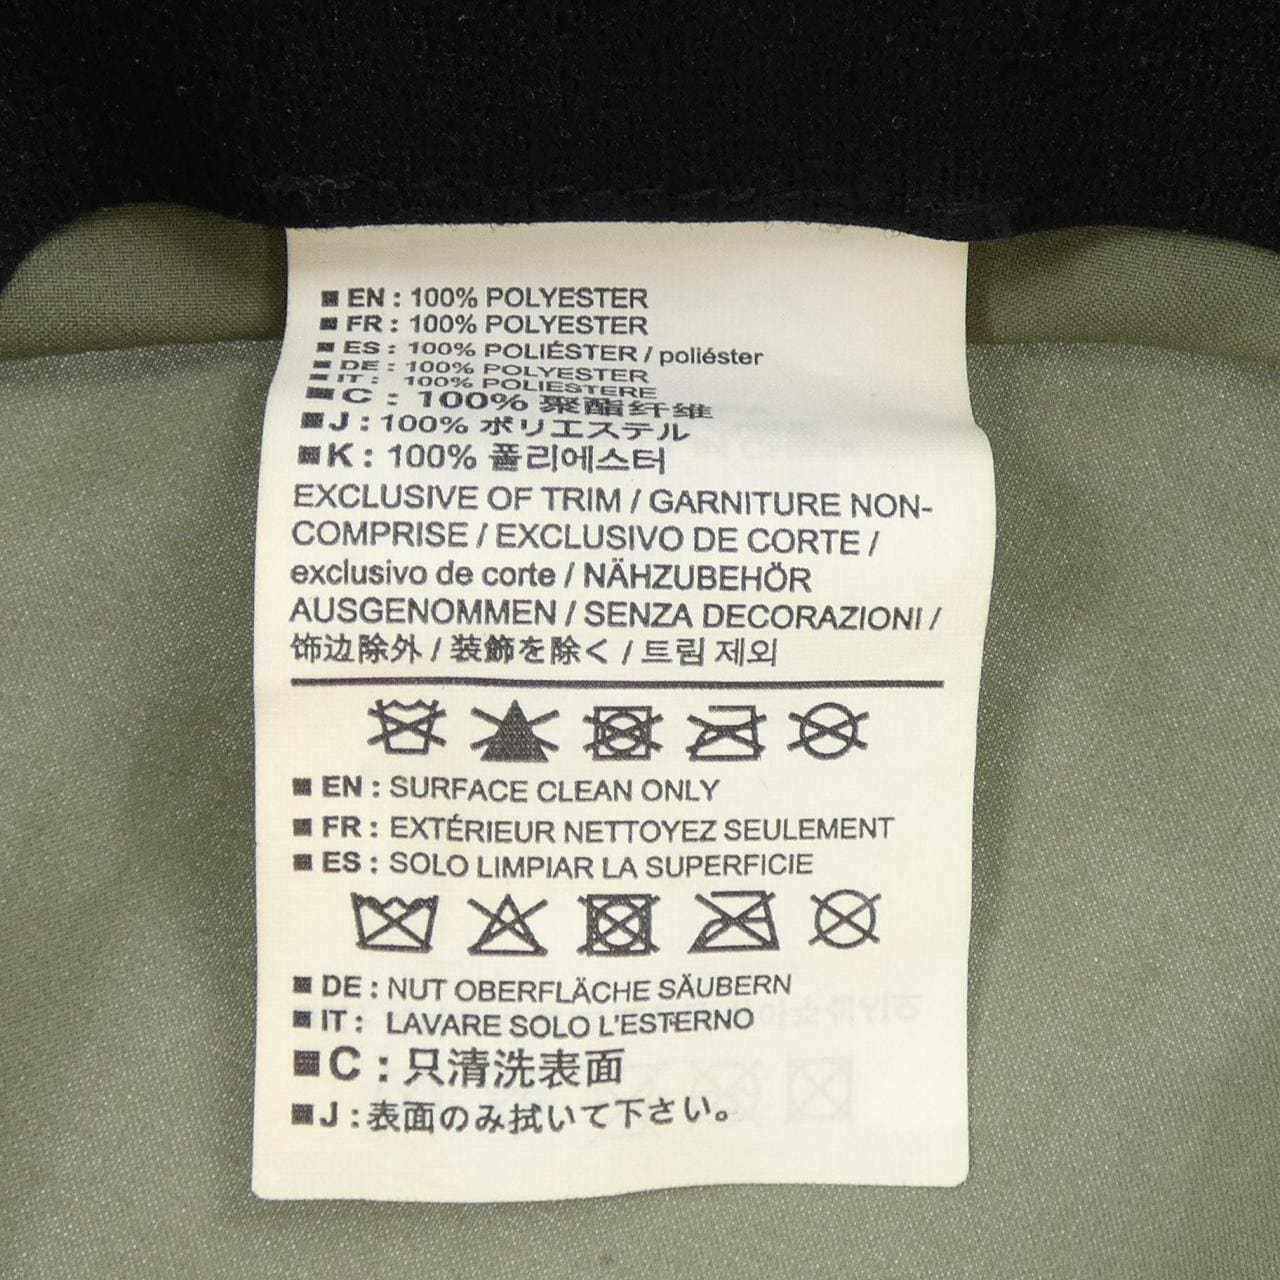 ■ EN : 100% POLYESTER
■ FR : 100% POLYESTER
■ ES : 100% POLIÉSTER / poliéster
■ DE : 100% POLYESTER
■ IT : 100% POLIESTERE
■ C : 100% 聚酯纤维
■ J : 100% ポリエステル
■ K : 100% 폴리에스터
EXCLUSIVE OF TRIM / GARNITURE NON-
COMPRISE / EXCLUSIVO DE CORTE /
exclusivo de corte / NÄHZUBEHÖR
AUSGENOMMEN / SENZA DECORAZIONI /
饰边除外 / 装飾を除く / 트림 제외
■ EN : SURFACE CLEAN ONLY
■ FR : EXTÉRIEUR NETTOYEZ SEULEMENT
■ ES : SOLO LIMPIAR LA SUPERFICIE
■ DE : NUT OBERFLÄCHE SÄUBERN
■ IT : LAVARE SOLO L'ESTERNO
■ C : 只清洗表面
■ J : 表面のみ拭いて下さい。